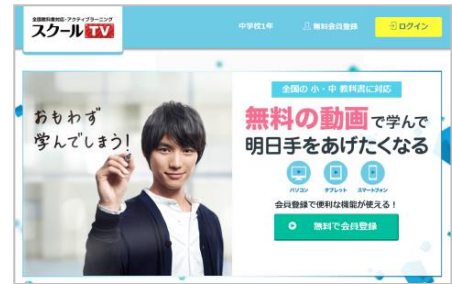 全国教科書対応・アクティブラーニング
スクールTV
中学校1年
無料会員登録
ログイン
おもわず
学んでしまう!
全国の 小・中 教科書に対応
無料の動画で学んで
明日手をあげたくなる
パソコン
タブレット
スマートフォン
会員登録で便利な機能が使える!
無料で会員登録